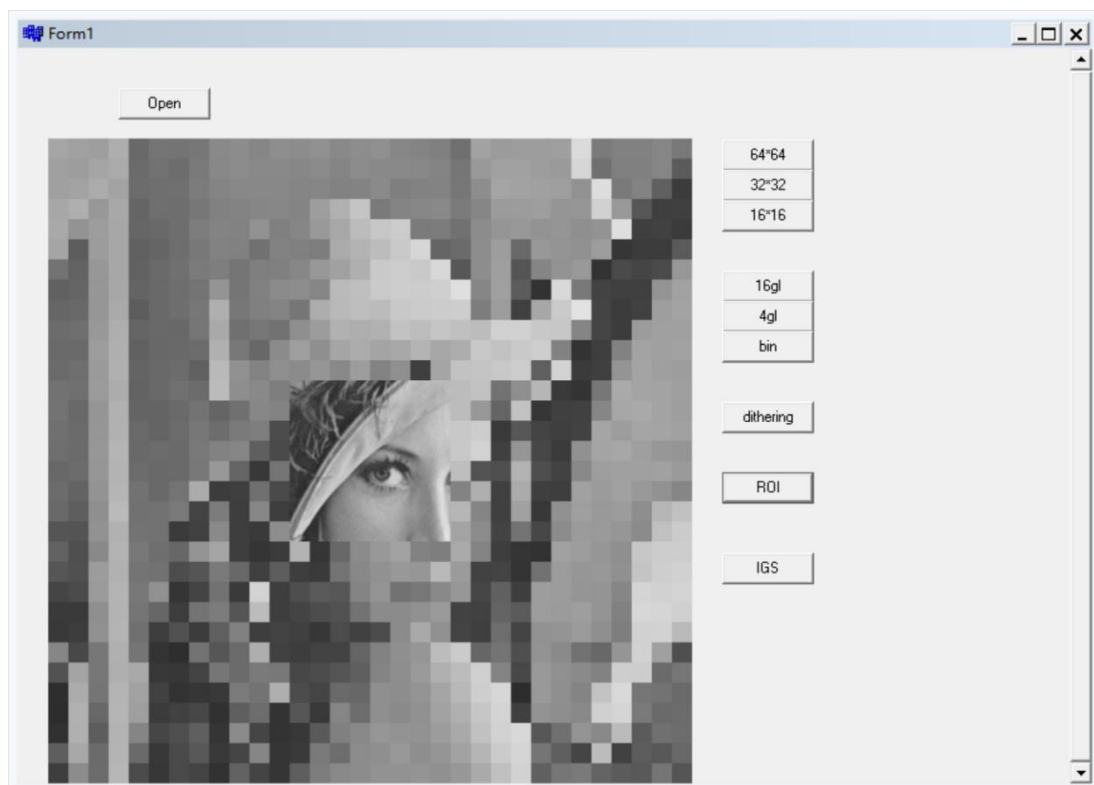 Form1
Open
64*64
32*32
16*16
16gl
4gl
bin
dithering
ROI
IGS